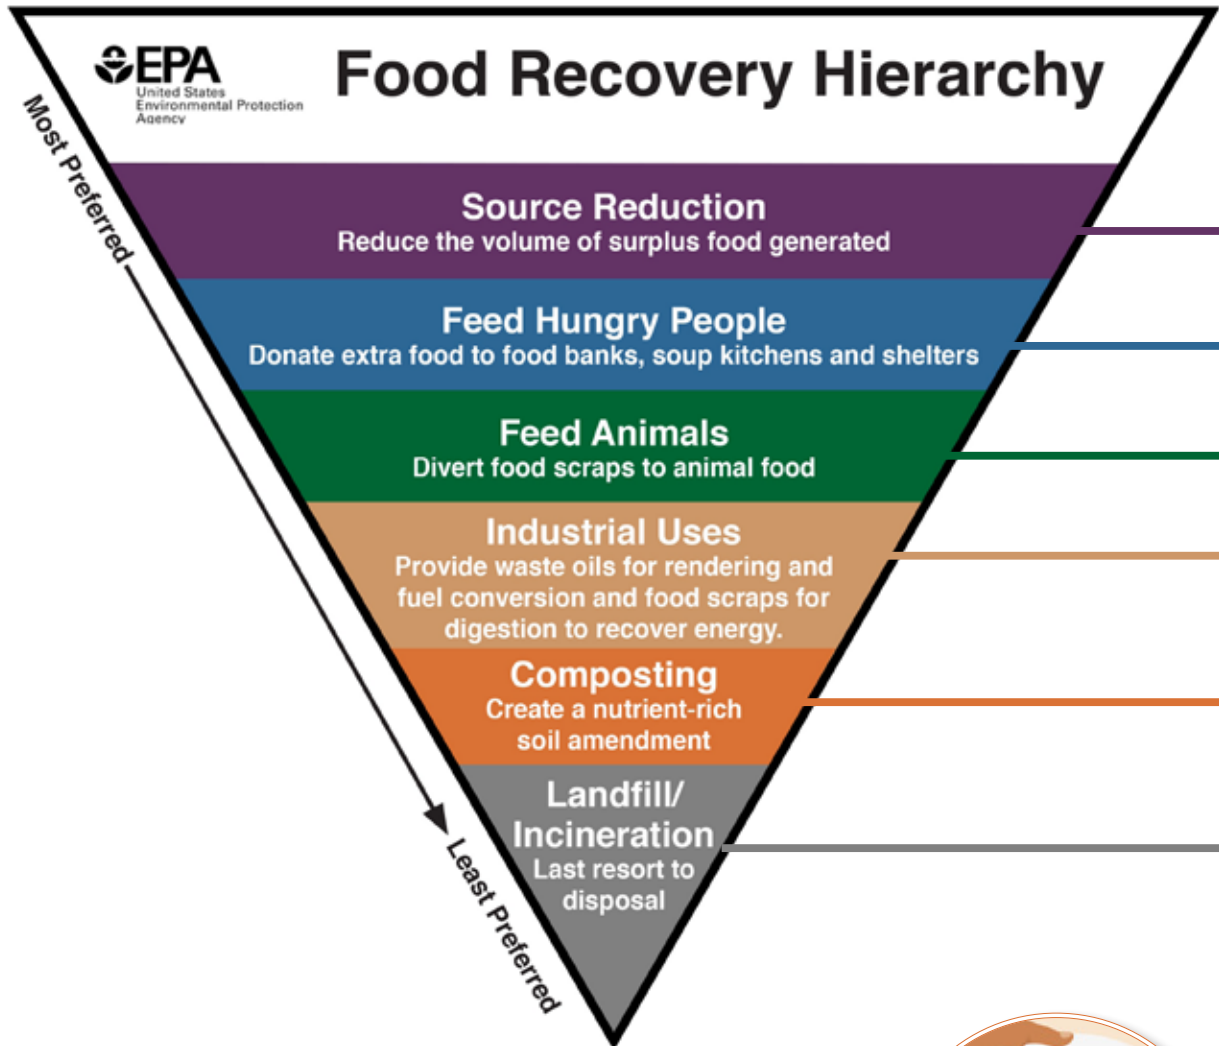 EPA
United States
Environmental Protection
Agency
Food Recovery Hierarchy
Most Preferred
Source Reduction
Reduce the volume of surplus food generated
Feed Hungry People
Donate extra food to food banks, soup kitchens and shelters
Feed Animals
Divert food scraps to animal food
Industrial Uses
Provide waste oils for rendering and
fuel conversion and food scraps for
digestion to recover energy.
Composting
Create a nutrient-rich
soil amendment
Landfill/
Incineration
Last resort to
disposal
Least Preferred